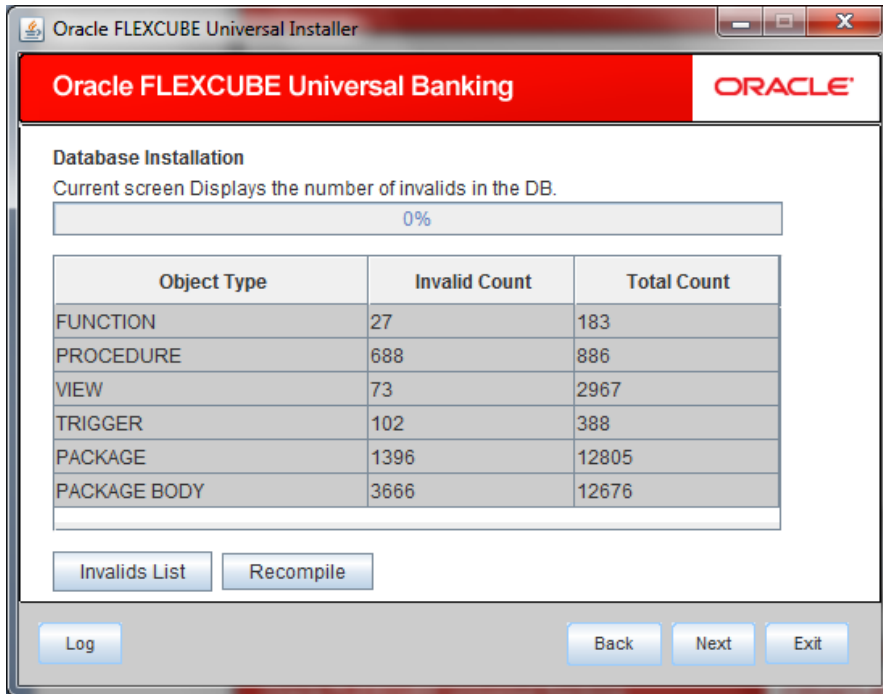 Oracle FLEXCUBE Universal Installer
Oracle FLEXCUBE Universal Banking
ORACLE
Database Installation
Current screen Displays the number of invalids in the DB.
0%
Object Type Invalid Count Total Count
FUNCTION 27 183
PROCEDURE 688 886
VIEW 73 2967
TRIGGER 102 388
PACKAGE 1396 12805
PACKAGE BODY 3666 12676
Invalids List Recompile
Log Back Next Exit